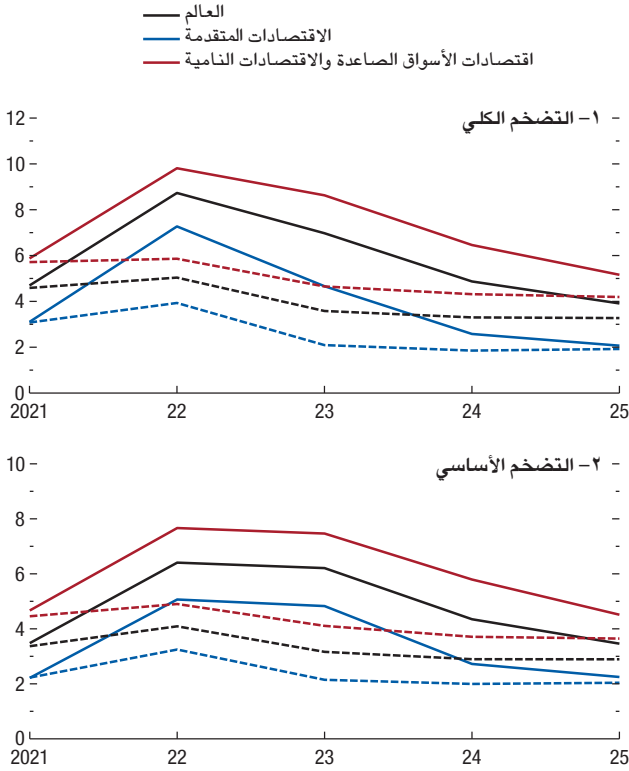 العالم
الاقتصادات المتقدمة
اقتصادات الأسواق الصاعدة والاقتصادات النامية
١- التضخم الكلي
12
10
8
6
4
2
0
2021 22 23 24 25
٢- التضخم الأساسي
10
8
6
4
2
0
2021 22 23 24 25